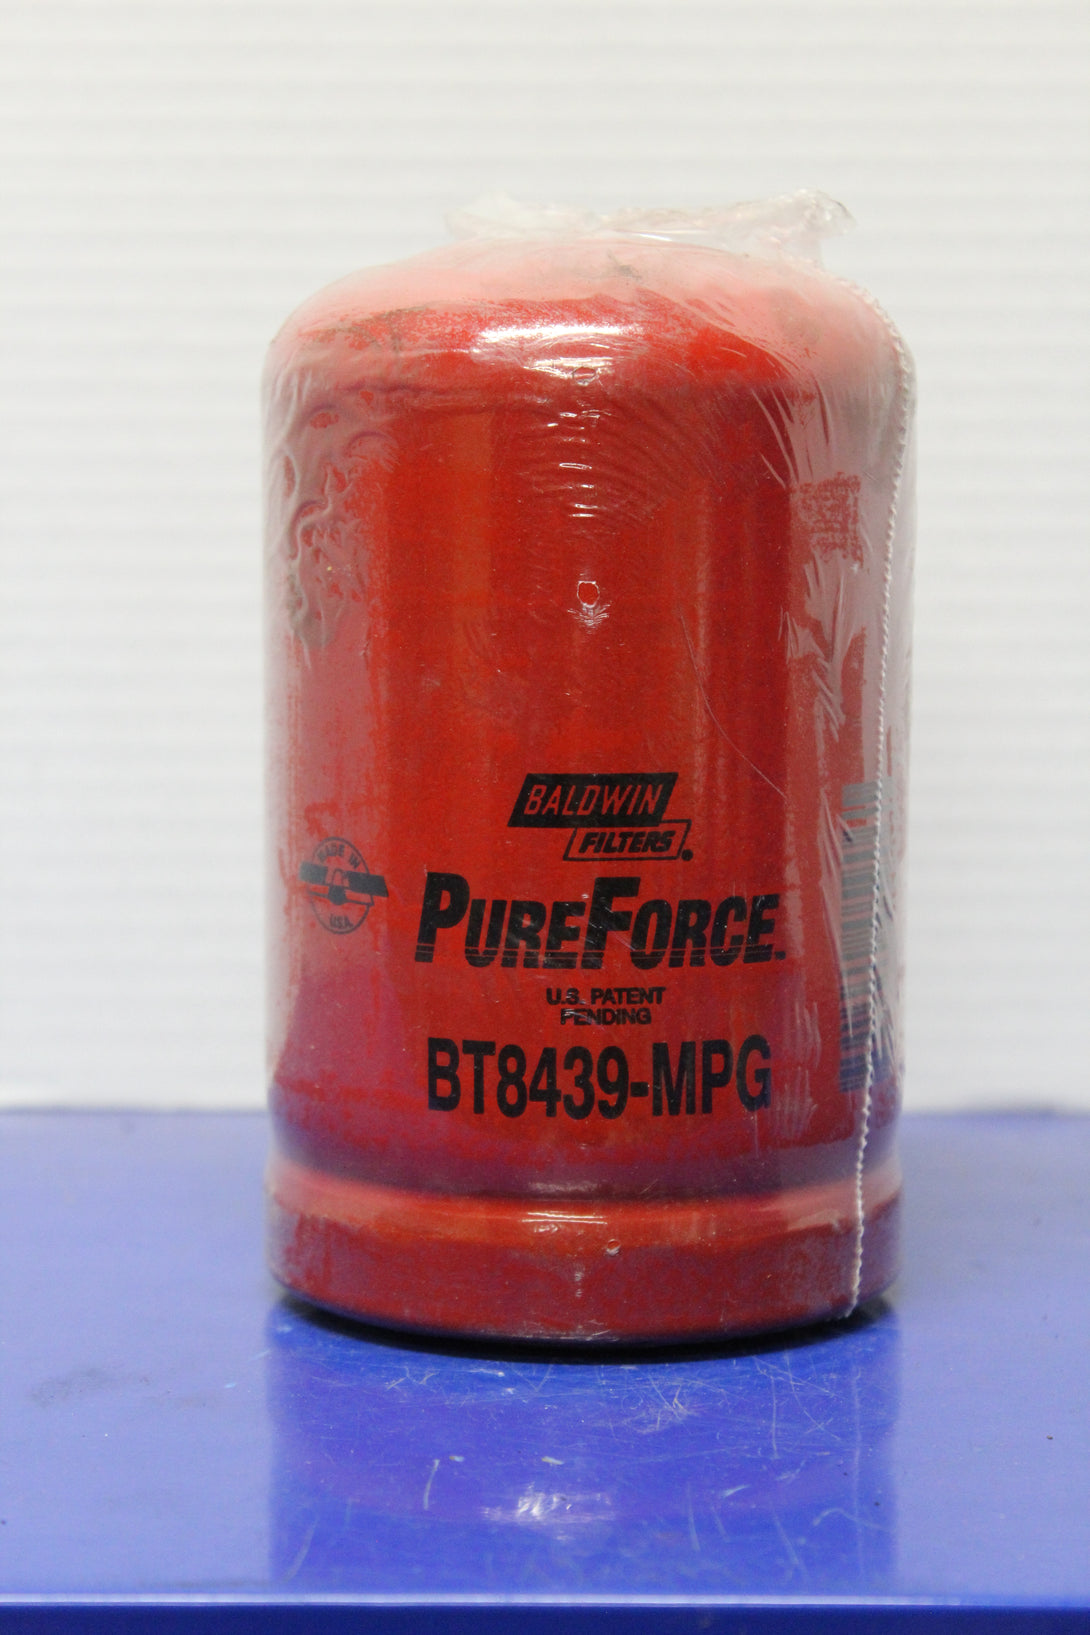 BALDWIN
FILTERS
PUREFORCE.
U.S. PATENT
PENDING
BT8439-MPG
MADE IN
USA